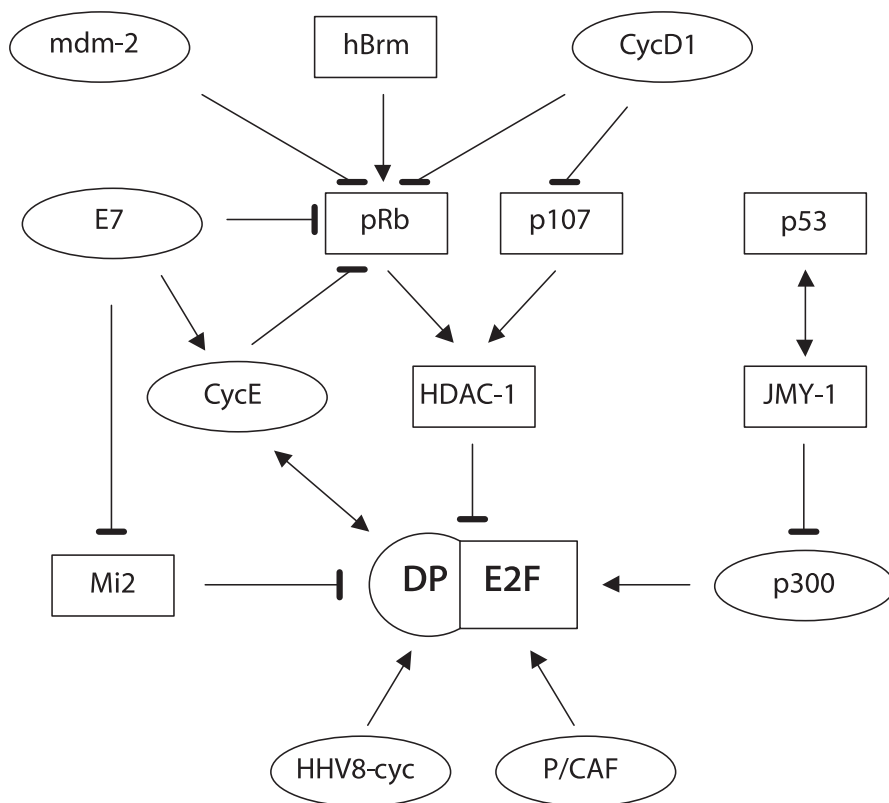 mdm-2
hBrm
CycD1
E7
pRb
p107
p53
CycE
HDAC-1
JMY-1
Mi2
DP
E2F
p300
HHV8-cyc
P/CAF